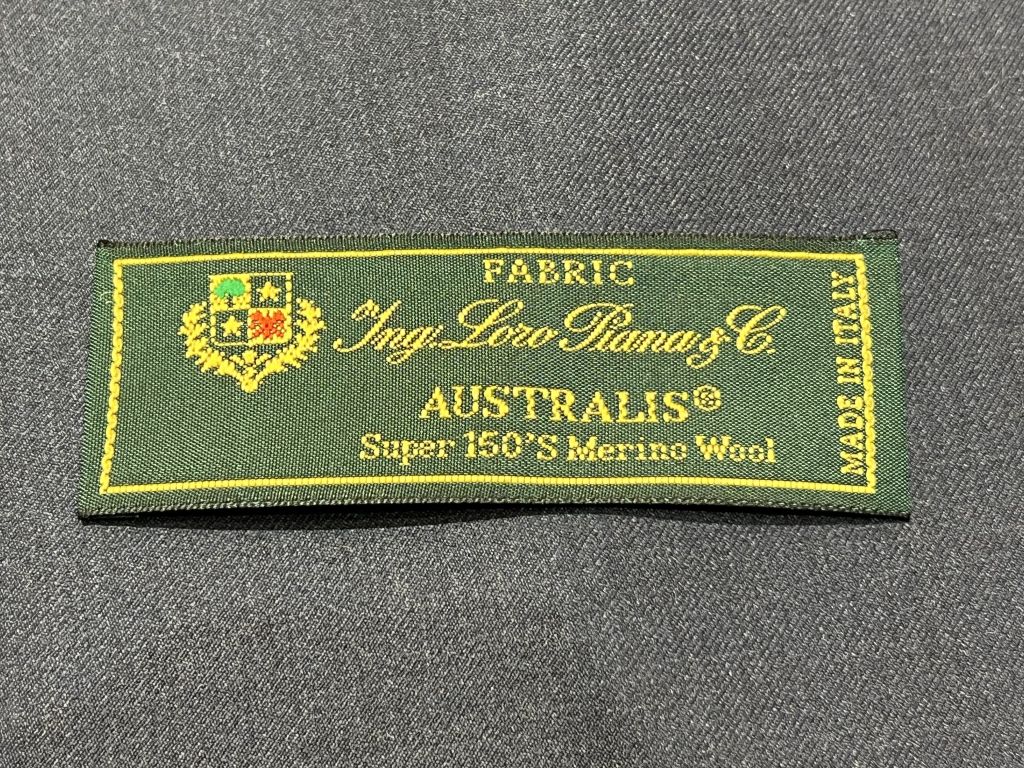 FABRIC
Ing. Loro Piana & C.
AUSTRALIS®
Super 150'S Merino Wool
MADE IN ITALY